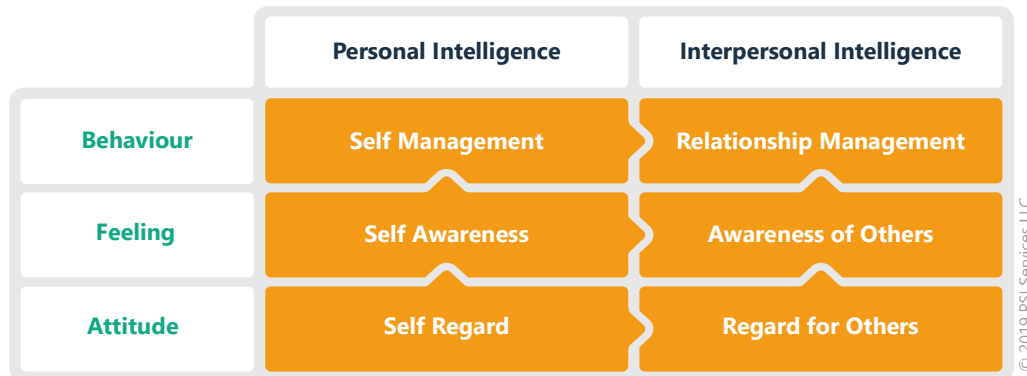 Personal Intelligence
Interpersonal Intelligence
Behaviour
Self Management
Relationship Management
Feeling
Self Awareness
Awareness of Others
Attitude
Self Regard
Regard for Others
© 2019 PSI Services LLC